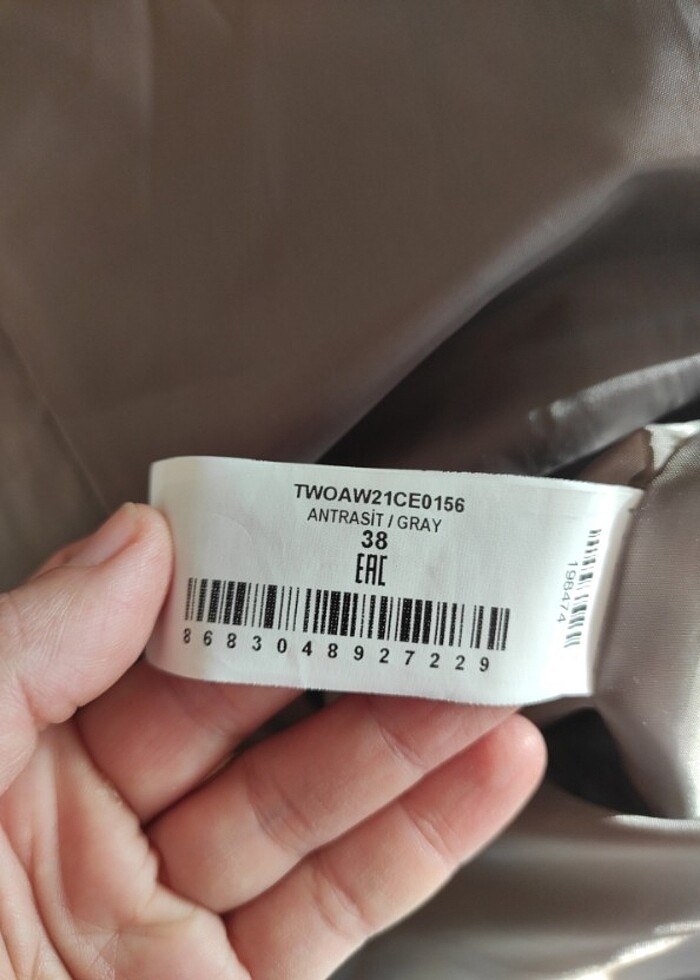 TWOAW21CE0156
ANTRASİT / GRAY
38
EAC
8683048927229
198474